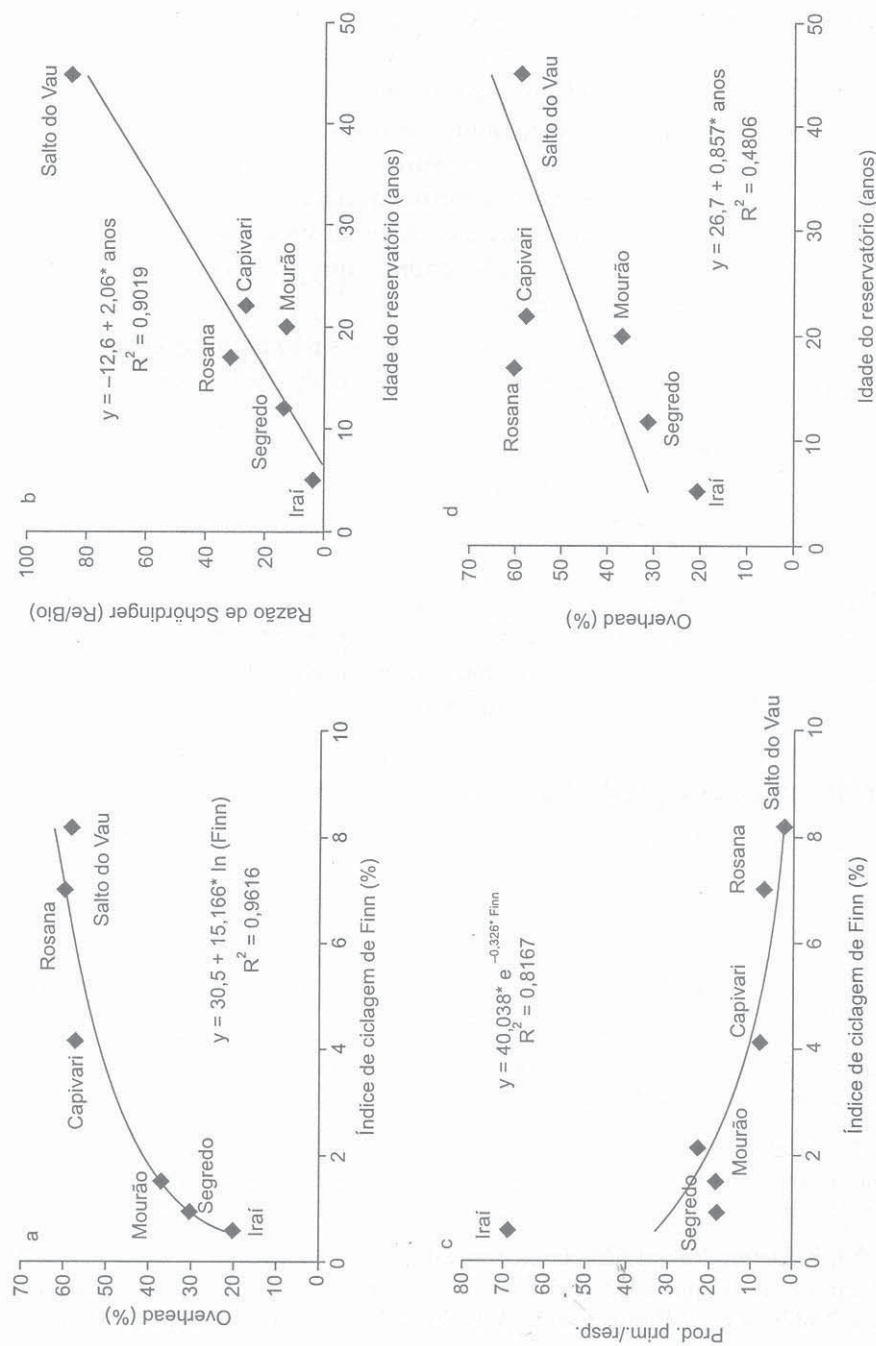 a
Overhead (%)
70
60
50
40
30
20
10
0
Rosana
Capivari
Salto do Vau
Mourão
Segredo
Iraí
y = 30,5 + 15,166* ln (Finn)
R² = 0,9616
0 2 4 6 8 10
Índice de ciclagem de Finn (%)
b
Razão de Schördinger (Re/Bio)
100
80
60
40
20
0
Salto do Vau
y = –12,6 + 2,06* anos
R² = 0,9019
Rosana
Capivari
Segredo
Mourão
Iraí
0 10 20 30 40 50
Idade do reservatório (anos)
c
Prod. prim./resp.
80
70
60
50
40
30
20
10
0
Iraí
y = 40,038* e –0,326* Finn
R² = 0,8167
Segredo
Mourão
Capivari
Rosana
Salto do Vau
0 2 4 6 8 10
Índice de ciclagem de Finn (%)
d
Overhead (%)
80
70
60
50
40
30
20
10
0
Rosana
Capivari
Salto do Vau
Mourão
Segredo
Iraí
y = 26,7 + 0,857* anos
R² = 0,4806
0 10 20 30 40 50
Idade do reservatório (anos)